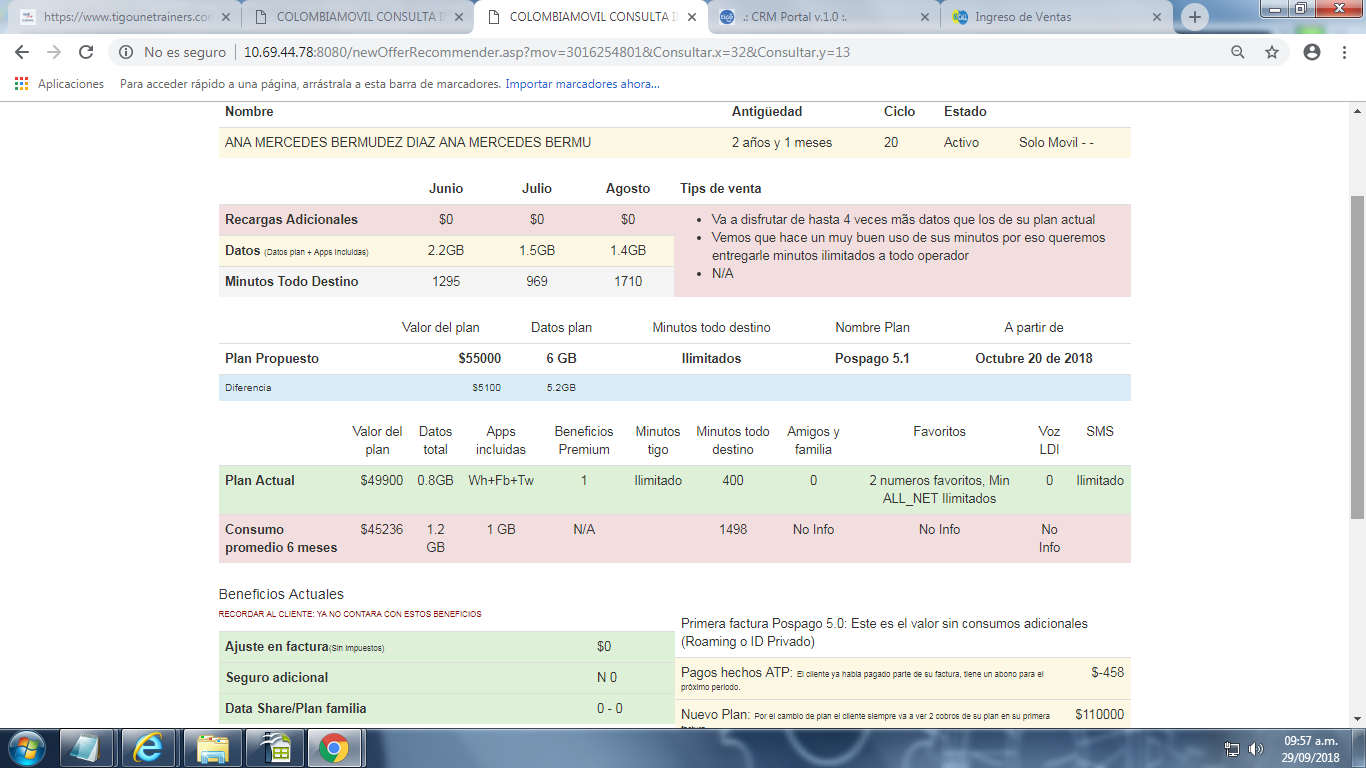 https://www.tigounetrainers.com
COLOMBIAMOVIL CONSULTA I
COLOMBIAMOVIL CONSULTA I
.: CRM Portal v.1.0 :.
Ingreso de Ventas
No es seguro | 10.69.44.78:8080/newOfferRecommender.asp?mov=3016254801&Consultar.x=32&Consultar.y=13
Aplicaciones Para acceder rápido a una página, arrástrala a esta barra de marcadores. Importar marcadores ahora...
Nombre Antigüedad Ciclo Estado
ANA MERCEDES BERMUDEZ DIAZ ANA MERCEDES BERMU 2 años y 1 meses 20 Activo Solo Movil - -
Junio Julio Agosto Tips de venta
Recargas Adicionales $0 $0 $0
Datos (Datos plan + Apps Incluidas) 2.2GB 1.5GB 1.4GB
Minutos Todo Destino 1295 969 1710
• Va a disfrutar de hasta 4 veces mãs datos que los de su plan actual
• Vemos que hace un muy buen uso de sus minutos por eso queremos
entregarle minutos ilimitados a todo operador
• N/A
Valor del plan Datos plan Minutos todo destino Nombre Plan A partir de
Plan Propuesto $55000 6 GB Ilimitados Pospago 5.1 Octubre 20 de 2018
Diferencia $5100 5.2GB
Valor del plan Datos total Apps incluidas Beneficios Premium Minutos tigo Minutos todo destino Amigos y familia Favoritos Voz LDI SMS
Plan Actual $49900 0.8GB Wh+Fb+Tw 1 Ilimitado 400 0 2 numeros favoritos, Min ALL_NET Ilimitados 0 Ilimitado
Consumo promedio 6 meses $45236 1.2 GB 1 GB N/A 1498 No Info No Info No Info
Beneficios Actuales
RECORDAR AL CLIENTE: YA NO CONTARA CON ESTOS BENEFICIOS
Ajuste en factura(Sin Impuestos) $0
Seguro adicional N 0
Data Share/Plan familia 0 - 0
Primera factura Pospago 5.0: Este es el valor sin consumos adicionales
(Roaming o ID Privado)
Pagos hechos ATP: El cliente ya habia pagado parte de su factura, tiene un abono para el
próximo periodo. $-458
Nuevo Plan: Por el cambio de plan el cliente siempre va a ver 2 cobros de su plan en su primera $110000
09:57 a.m.
29/09/2018